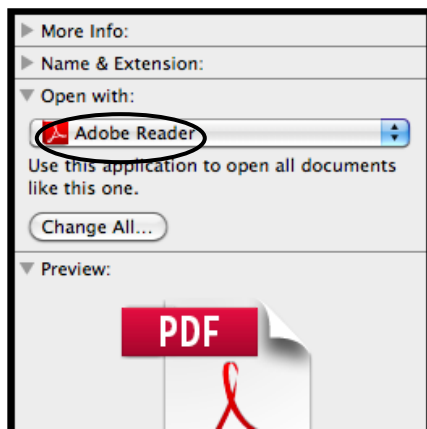 More Info:
Name & Extension:
Open with:
Adobe Reader
Use this application to open all documents
like this one.
Change All...
Preview:
PDF